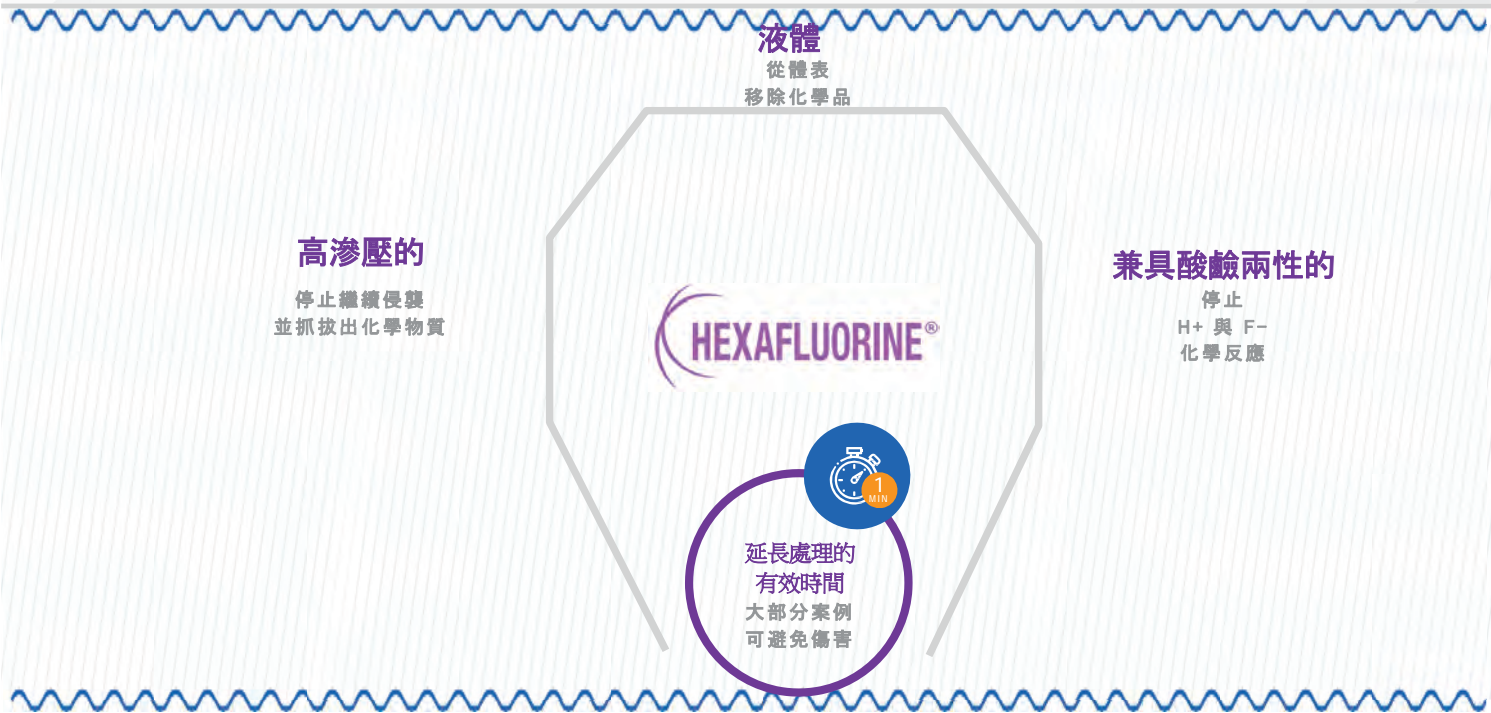 液體
從體表
移除化學品
高滲壓的
停止繼續侵襲
並抓拔出化學物質
兼具酸鹼兩性的
停止
H+ 與 F-
化學反應
HEXAFLUORINE®
1
MIN
延長處理的
有效時間
大部分案例
可避免傷害